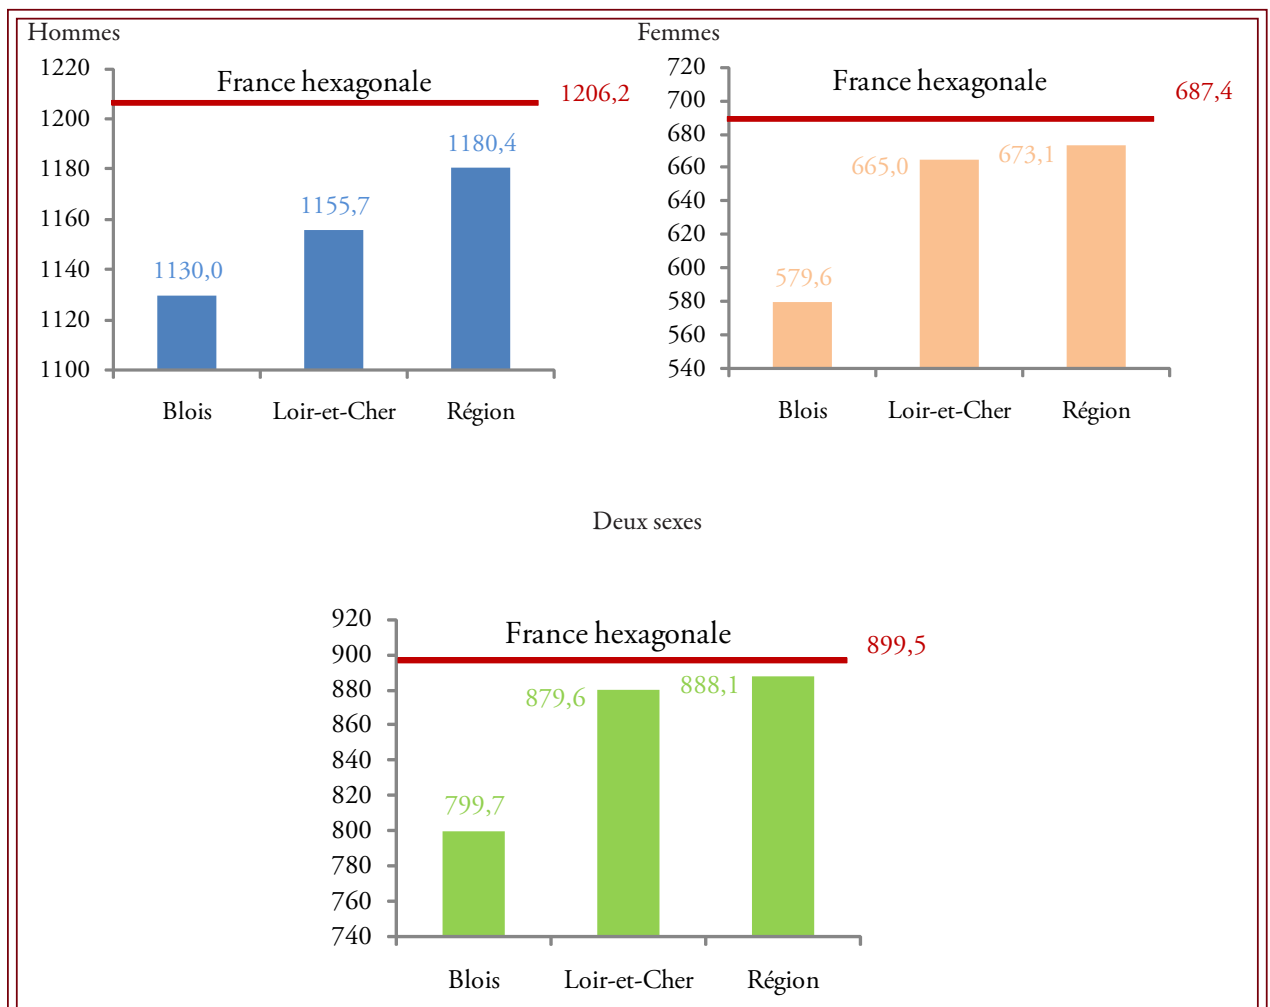 Hommes
1220
1200
1180
1160
1140
1120
1100
France hexagonale
1206,2
1130,0
1155,7
1180,4
Blois
Loir-et-Cher
Région
Femmes
720
700
680
660
640
620
600
580
560
540
France hexagonale
687,4
579,6
665,0
673,1
Blois
Loir-et-Cher
Région
Deux sexes
920
900
880
860
840
820
800
780
760
740
France hexagonale
899,5
799,7
879,6
888,1
Blois
Loir-et-Cher
Région